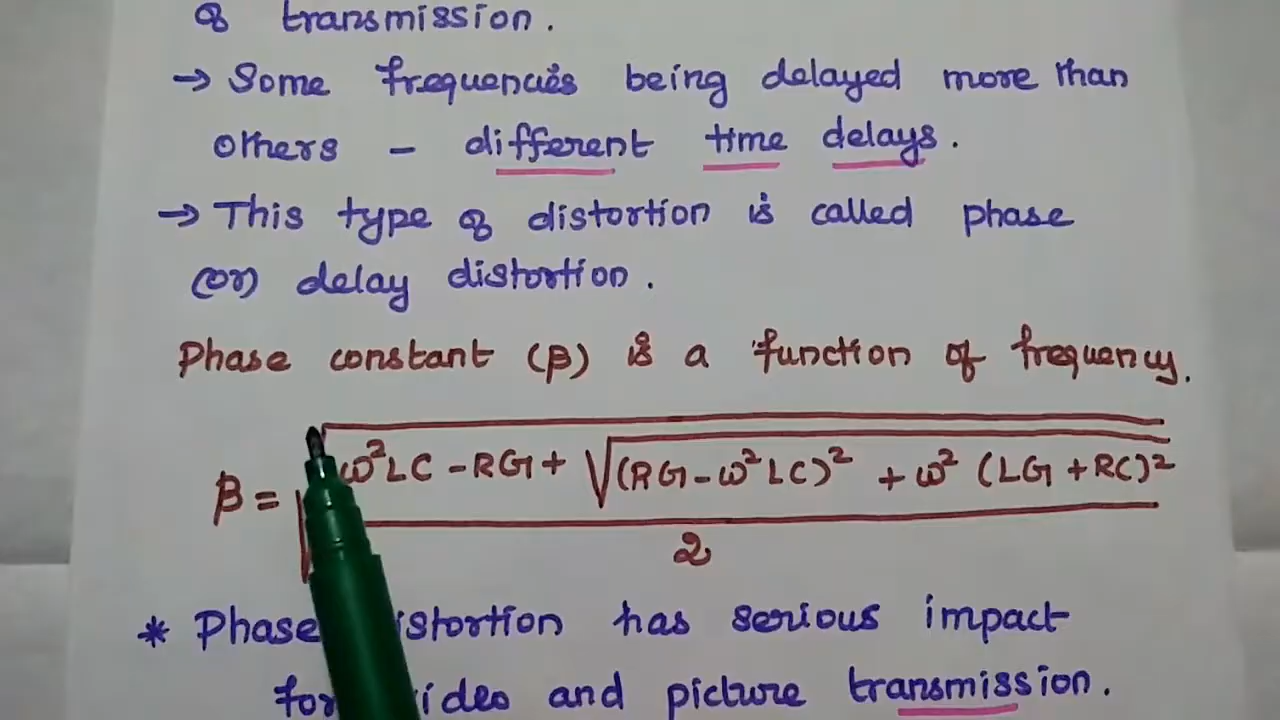 of transmission.
→ Some frequencies being delayed more than
others - different time delays.
→ This type of distortion is called phase
(or) delay distortion.
Phase constant (β) is a function of frequency.
β = √((ω²LC - RG + √((RG - ω²LC)² + ω² (LG + RC)²)) / 2)
* Phase istortion has serious impact
for ideo and picture transmission.